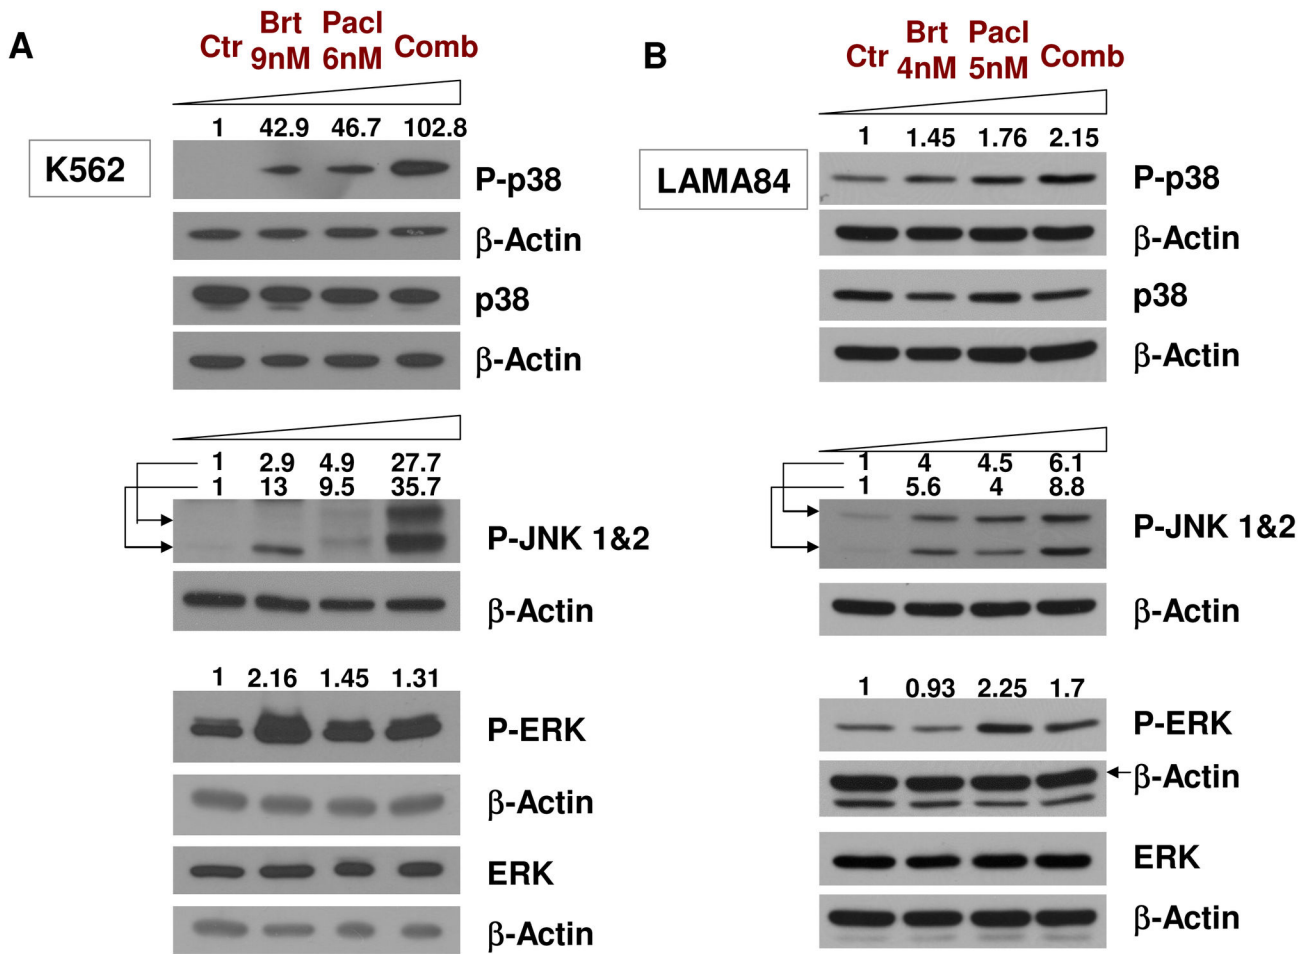 A
Ctr Brt 9nM Pacl 6nM Comb
K562
1 42.9 46.7 102.8
P-p38
β-Actin
p38
β-Actin
1 2.9 4.9 27.7
1 13 9.5 35.7
P-JNK 1&2
β-Actin
1 2.16 1.45 1.31
P-ERK
β-Actin
ERK
β-Actin
B
Ctr Brt 4nM Pacl 5nM Comb
LAMA84
1 1.45 1.76 2.15
P-p38
β-Actin
p38
β-Actin
1 4 4.5 6.1
1 5.6 4 8.8
P-JNK 1&2
β-Actin
1 0.93 2.25 1.7
P-ERK
β-Actin
ERK
β-Actin